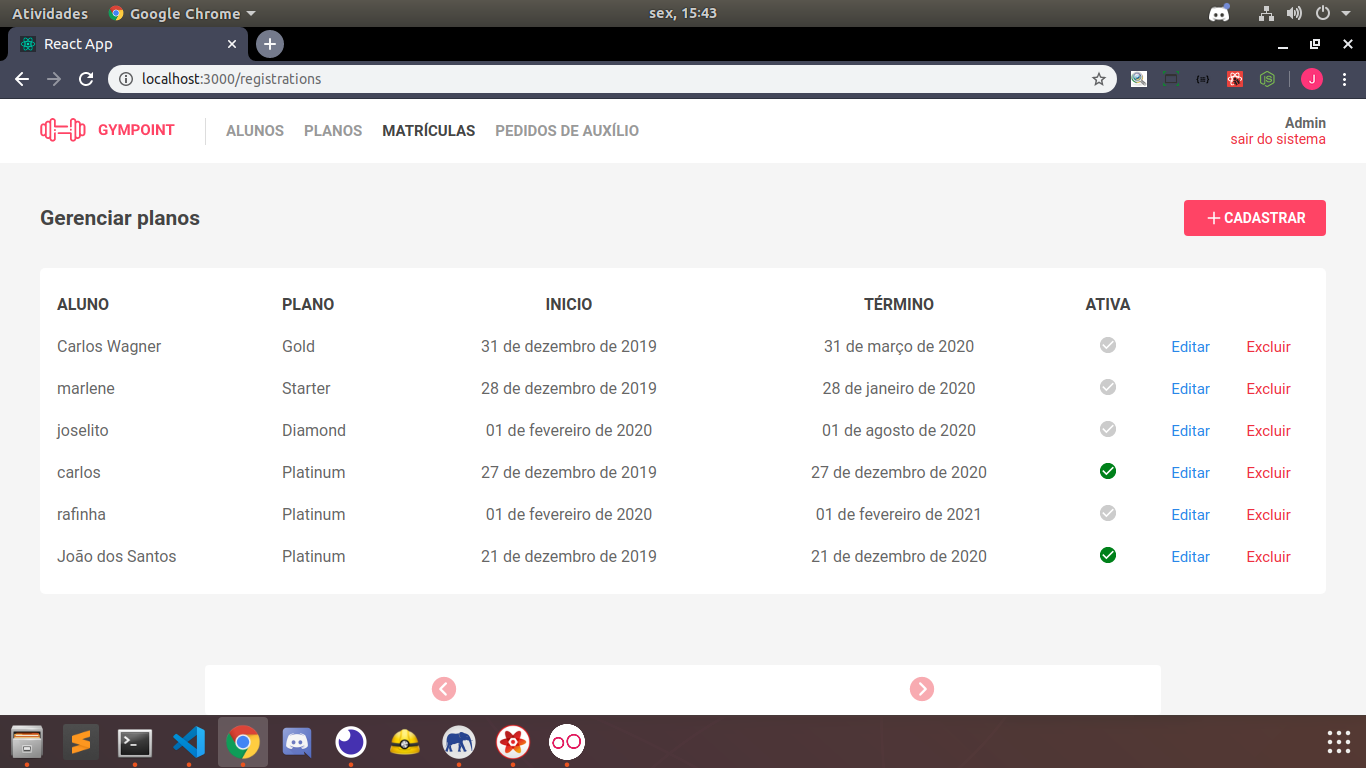 Atividades Google Chrome sex, 15:43
React App
localhost:3000/registrations J
GYMPOINT ALUNOS PLANOS MATRÍCULAS PEDIDOS DE AUXÍLIO Admin
sair do sistema
Gerenciar planos CADASTRAR
ALUNO PLANO INICIO TÉRMINO ATIVA
Carlos Wagner Gold 31 de dezembro de 2019 31 de março de 2020 Editar Excluir
marlene Starter 28 de dezembro de 2019 28 de janeiro de 2020 Editar Excluir
joselito Diamond 01 de fevereiro de 2020 01 de agosto de 2020 Editar Excluir
carlos Platinum 27 de dezembro de 2019 27 de dezembro de 2020 Editar Excluir
rafinha Platinum 01 de fevereiro de 2020 01 de fevereiro de 2021 Editar Excluir
João dos Santos Platinum 21 de dezembro de 2019 21 de dezembro de 2020 Editar Excluir